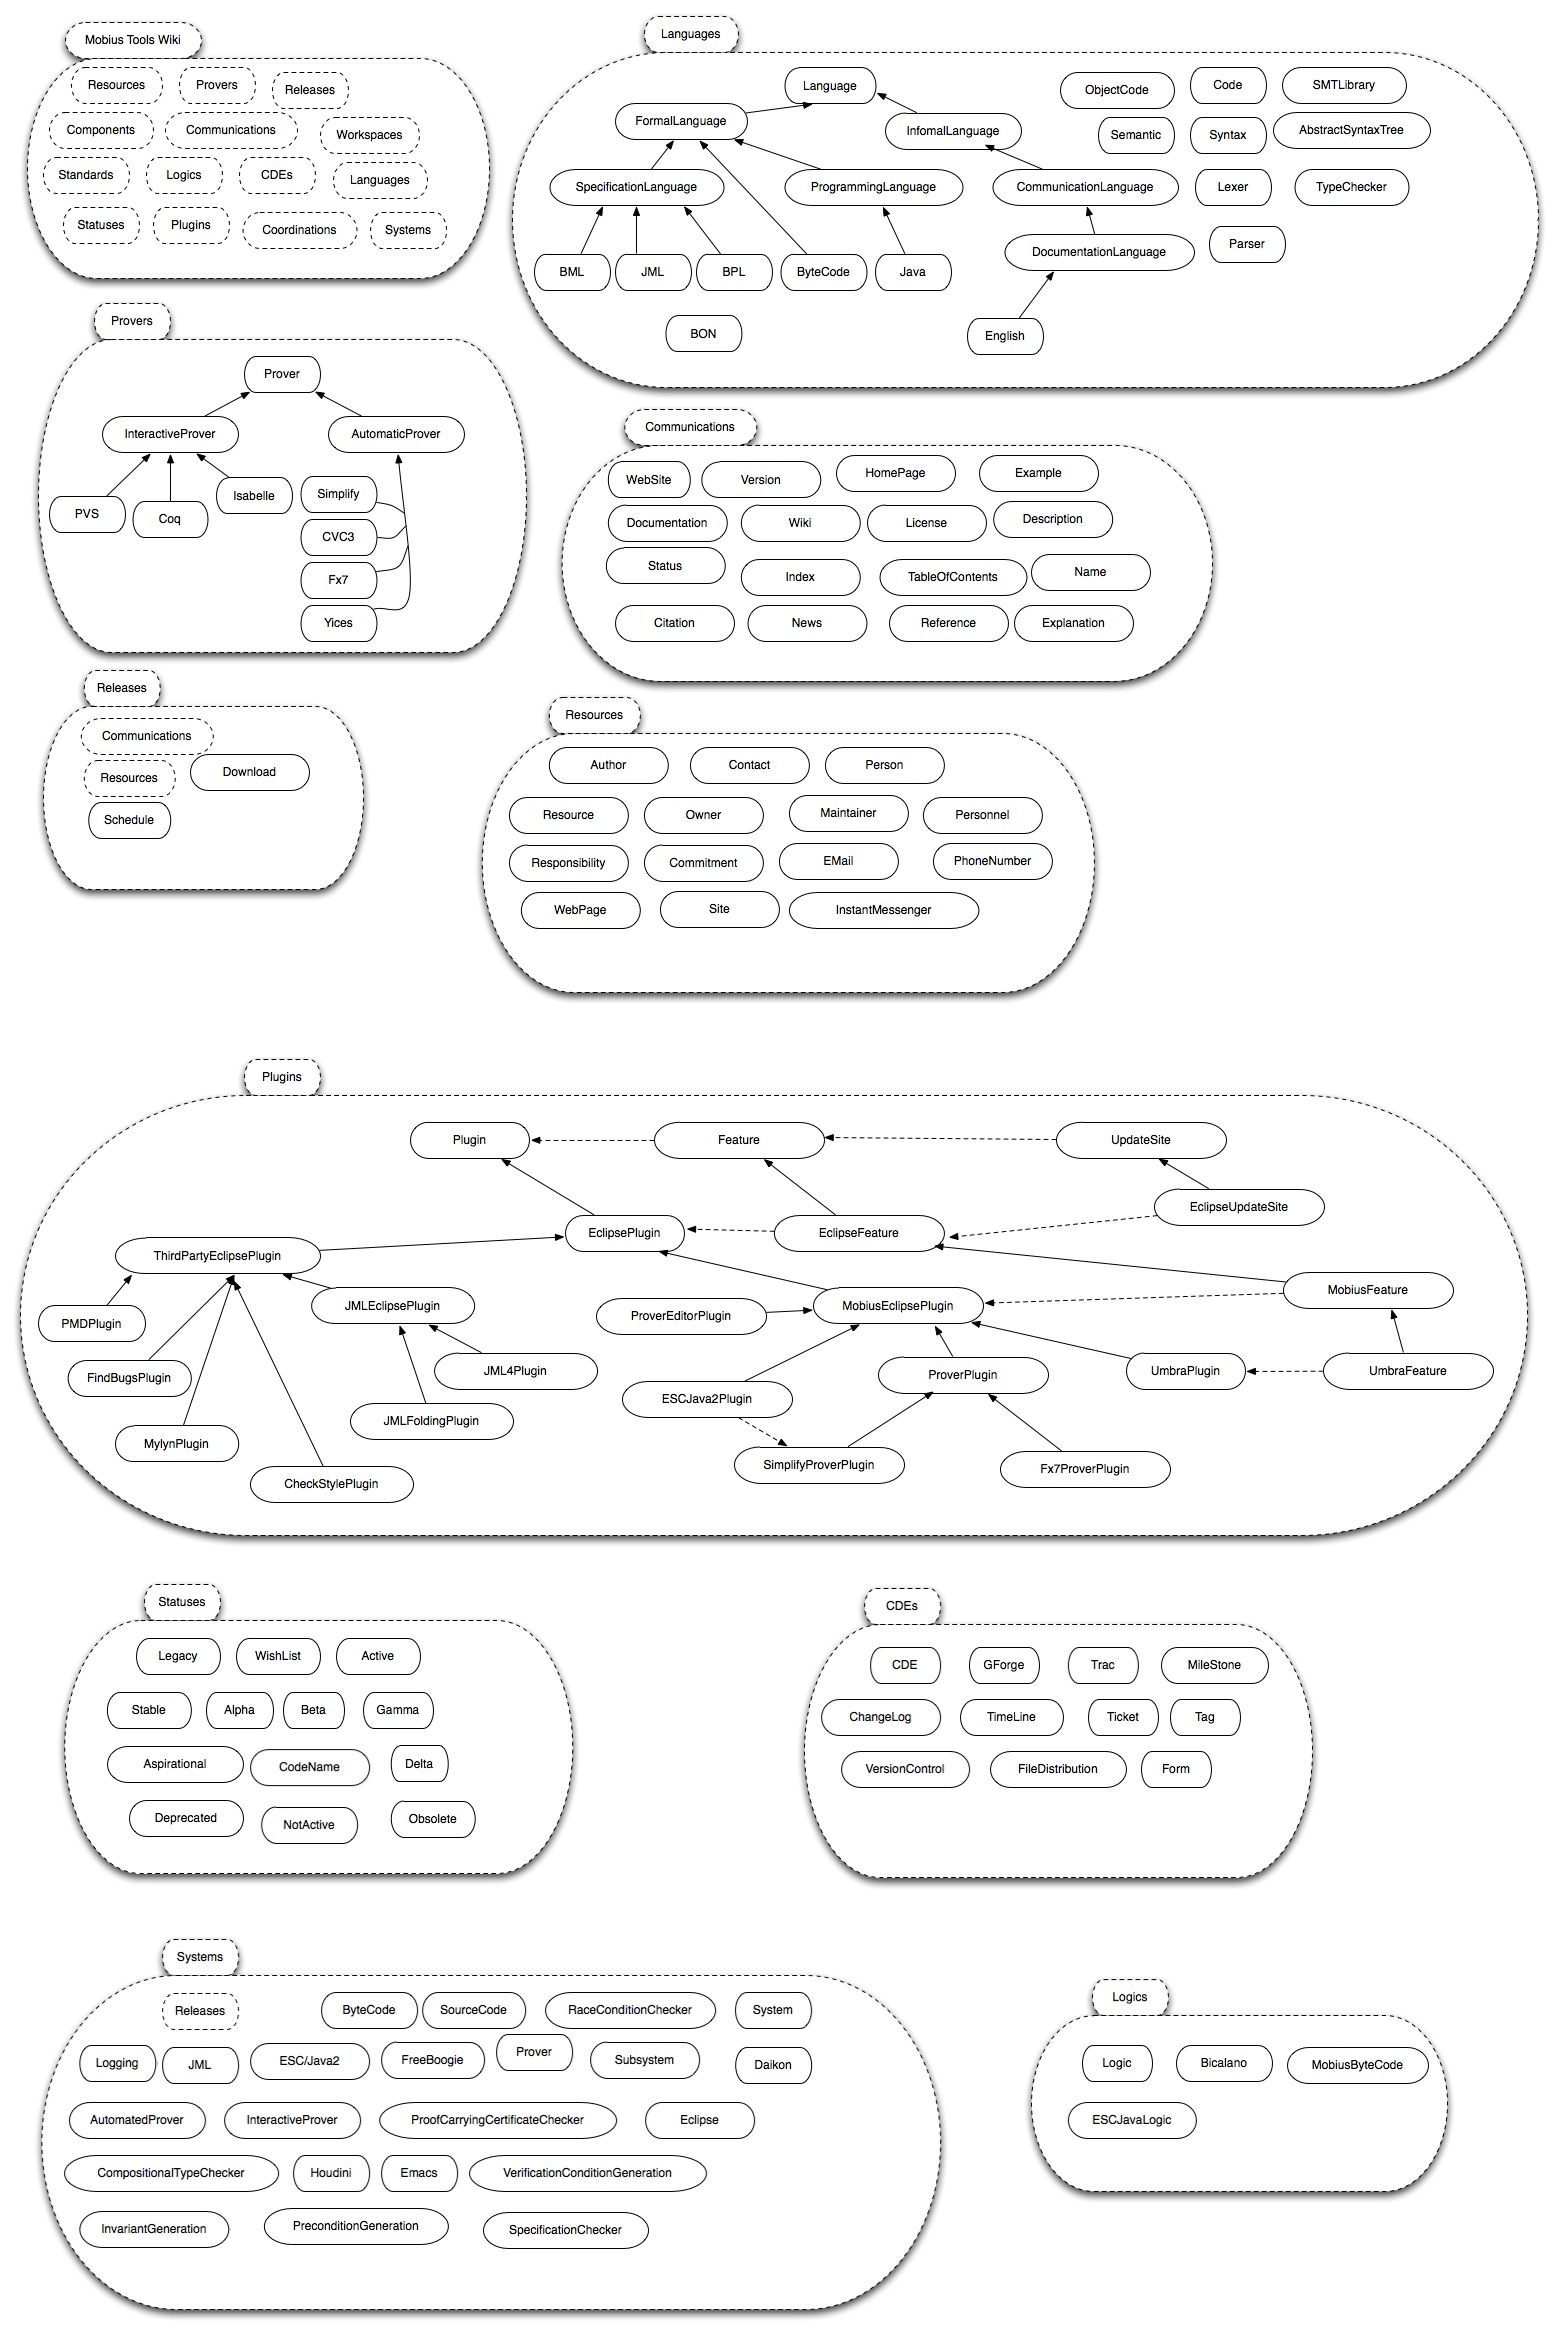 Mobius Tools Wiki
Resources
Provers
Releases
Components
Communications
Workspaces
Standards
Logics
CDEs
Languages
Statuses
Plugins
Coordinations
Systems
Languages
Language
ObjectCode
Code
SMTLibrary
FormalLanguage
InfomalLanguage
Semantic
Syntax
AbstractSyntaxTree
SpecificationLanguage
ProgrammingLanguage
CommunicationLanguage
Lexer
TypeChecker
BML
JML
BPL
ByteCode
Java
DocumentationLanguage
Parser
BON
English
Provers
Prover
InteractiveProver
AutomaticProver
PVS
Coq
Isabelle
Simplify
CVC3
Fx7
Yices
Communications
WebSite
Version
HomePage
Example
Documentation
Wiki
License
Description
Status
Index
TableOfContents
Name
Citation
News
Reference
Explanation
Releases
Communications
Resources
Download
Schedule
Resources
Author
Contact
Person
Resource
Owner
Maintainer
Personnel
Responsibility
Commitment
EMail
PhoneNumber
WebPage
Site
InstantMessenger
Plugins
Plugin
Feature
UpdateSite
EclipsePlugin
EclipseFeature
EclipseUpdateSite
ThirdPartyEclipsePlugin
PMDPlugin
JMLEclipsePlugin
ProverEditorPlugin
MobiusEclipsePlugin
MobiusFeature
FindBugsPlugin
JML4Plugin
ESCJava2Plugin
ProverPlugin
UmbraPlugin
UmbraFeature
MylynPlugin
JMLFoldingPlugin
CheckStylePlugin
SimplifyProverPlugin
Fx7ProverPlugin
Statuses
Legacy
WishList
Active
Stable
Alpha
Beta
Gamma
Aspirational
CodeName
Delta
Deprecated
NotActive
Obsolete
CDEs
CDE
GForge
Trac
MileStone
ChangeLog
TimeLine
Ticket
Tag
VersionControl
FileDistribution
Form
Systems
Releases
ByteCode
SourceCode
RaceConditionChecker
System
Logging
JML
ESC/Java2
FreeBoogie
Prover
Subsystem
Daikon
AutomatedProver
InteractiveProver
ProofCarryingCertificateChecker
Eclipse
CompositionalTypeChecker
Houdini
Emacs
VerificationConditionGeneration
InvariantGeneration
PreconditionGeneration
SpecificationChecker
Logics
Logic
Bicalano
MobiusByteCode
ESCJavaLogic